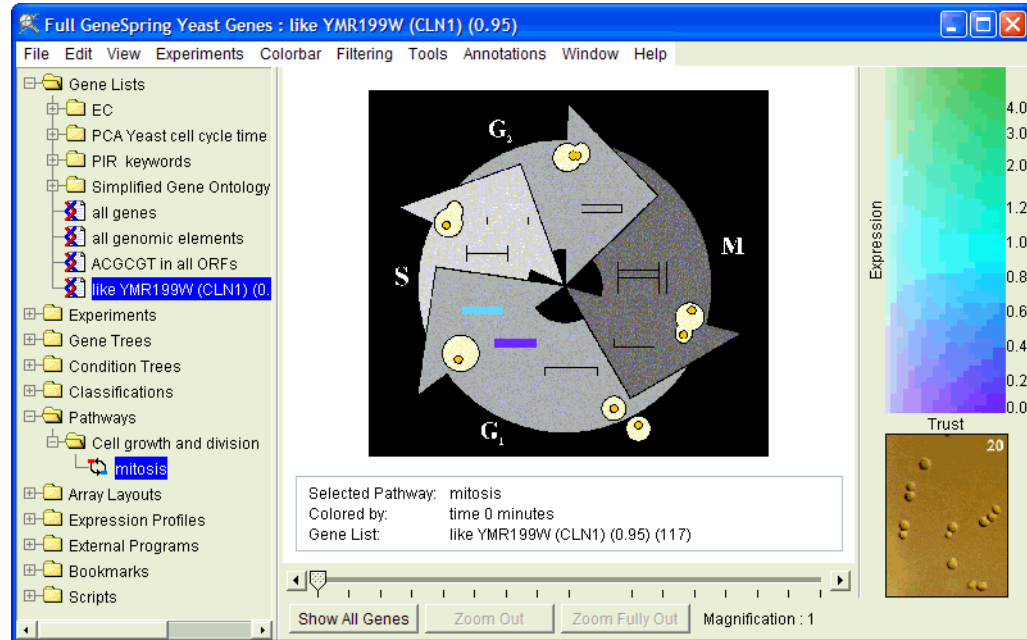 Full GeneSpring Yeast Genes : like YMR199W (CLN1) (0.95)
File Edit View Experiments Colorbar Filtering Tools Annotations Window Help
Gene Lists
EC
PCA Yeast cell cycle time
PIR keywords
Simplified Gene Ontology
all genes
all genomic elements
ACGCGT in all ORFs
like YMR199W (CLN1) (0.
Experiments
Gene Trees
Condition Trees
Classifications
Pathways
Cell growth and division
mitosis
Array Layouts
Expression Profiles
External Programs
Bookmarks
Scripts
G2
M
S
G1
Selected Pathway: mitosis
Colored by: time 0 minutes
Gene List: like YMR199W (CLN1) (0.95) (117)
Show All Genes Zoom Out Zoom Fully Out Magnification : 1
Expression
4.0
3.0
2.0
1.2
1.0
0.8
0.6
0.4
0.2
0.0
Trust
20